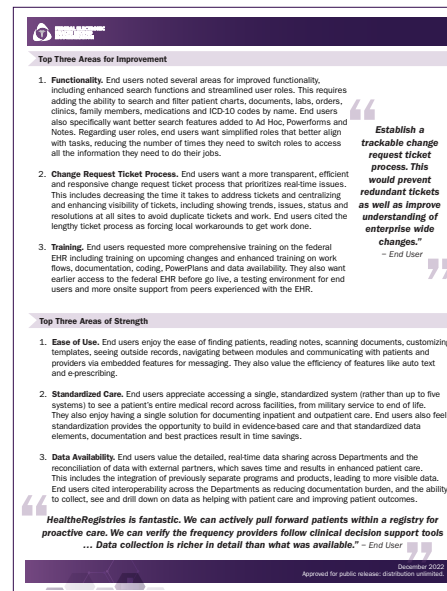 FEDERAL ELECTRONIC
Top Three Areas for Improvement
1. Functionality. End users noted several areas for improved functionality,
including enhanced search functions and streamlined user roles. This requires
adding the ability to search and filter patient charts, documents, labs, orders,
clinics, family members, medications and ICD-10 codes by name. End users
also specifically want better search features added to Ad Hoc, Powerforms and
Notes. Regarding user roles, end users want simplified roles that better align
with tasks, reducing the number of times they need to switch roles to access
all the information they need to do their jobs.
2. Change Request Ticket Process. End users want a more transparent, efficient
and responsive change request ticket process that prioritizes real-time issues.
This includes decreasing the time it takes to address tickets and centralizing
and enhancing visibility of tickets, including showing trends, issues, status and
resolutions at all sites to avoid duplicate tickets and work. End users cited the
lengthy ticket process as forcing local workarounds to get work done.
3. Training. End users requested more comprehensive training on the federal
EHR including training on upcoming changes and enhanced training on work
flows, documentation, coding, PowerPlans and data availability. They also want
earlier access to the federal EHR before go live, a testing environment for end
users and more onsite support from peers experienced with the EHR.
“
Establish a
trackable change
request ticket
process. This
would prevent
redundant tickets
as well as improve
understanding of
enterprise wide
changes.”
– End User
”
Top Three Areas of Strength
1. Ease of Use. End users enjoy the ease of finding patients, reading notes, scanning documents, customizing
templates, seeing outside records, navigating between modules and communicating with patients and
providers via embedded features for messaging. They also value the efficiency of features like auto text
and e-prescribing.
2. Standardized Care. End users appreciate accessing a single, standardized system (rather than up to five
systems) to see a patient's entire medical record across facilities, from military service to end of life.
They also enjoy having a single solution for documenting inpatient and outpatient care. End users also feel
standardization provides the opportunity to build in evidence-based care and that standardized data
elements, documentation and best practices result in time savings.
3. Data Availability. End users value the detailed, real-time data sharing across Departments and the
reconciliation of data with external partners, which saves time and results in enhanced patient care.
This includes the integration of previously separate programs and products, leading to more visible data.
End users cited interoperability across the Departments as reducing documentation burden, and the ability
to collect, see and drill down on data as helping with patient care and improving patient outcomes.
“
HealtheRegistries is fantastic. We can actively pull forward patients within a registry for
proactive care. We can verify the frequency providers follow clinical decision support tools
... Data collection is richer in detail than what was available.” – End User
”
December 2022
Approved for public release: distribution unlimited.